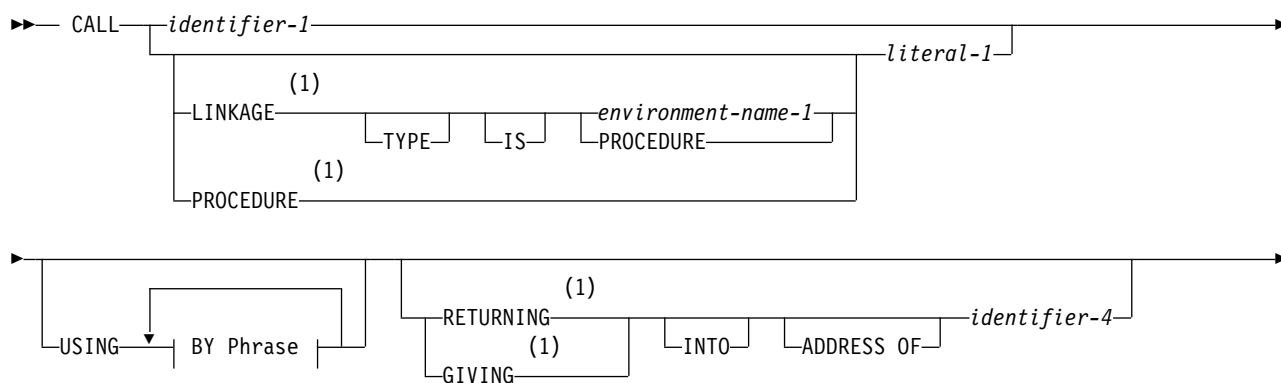 CALL identifier-1
literal-1
(1)
LINKAGE environment-name-1
TYPE IS PROCEDURE
(1)
PROCEDURE
(1)
RETURNING identifier-4
USING BY Phrase (1) INTO ADDRESS OF
GIVING